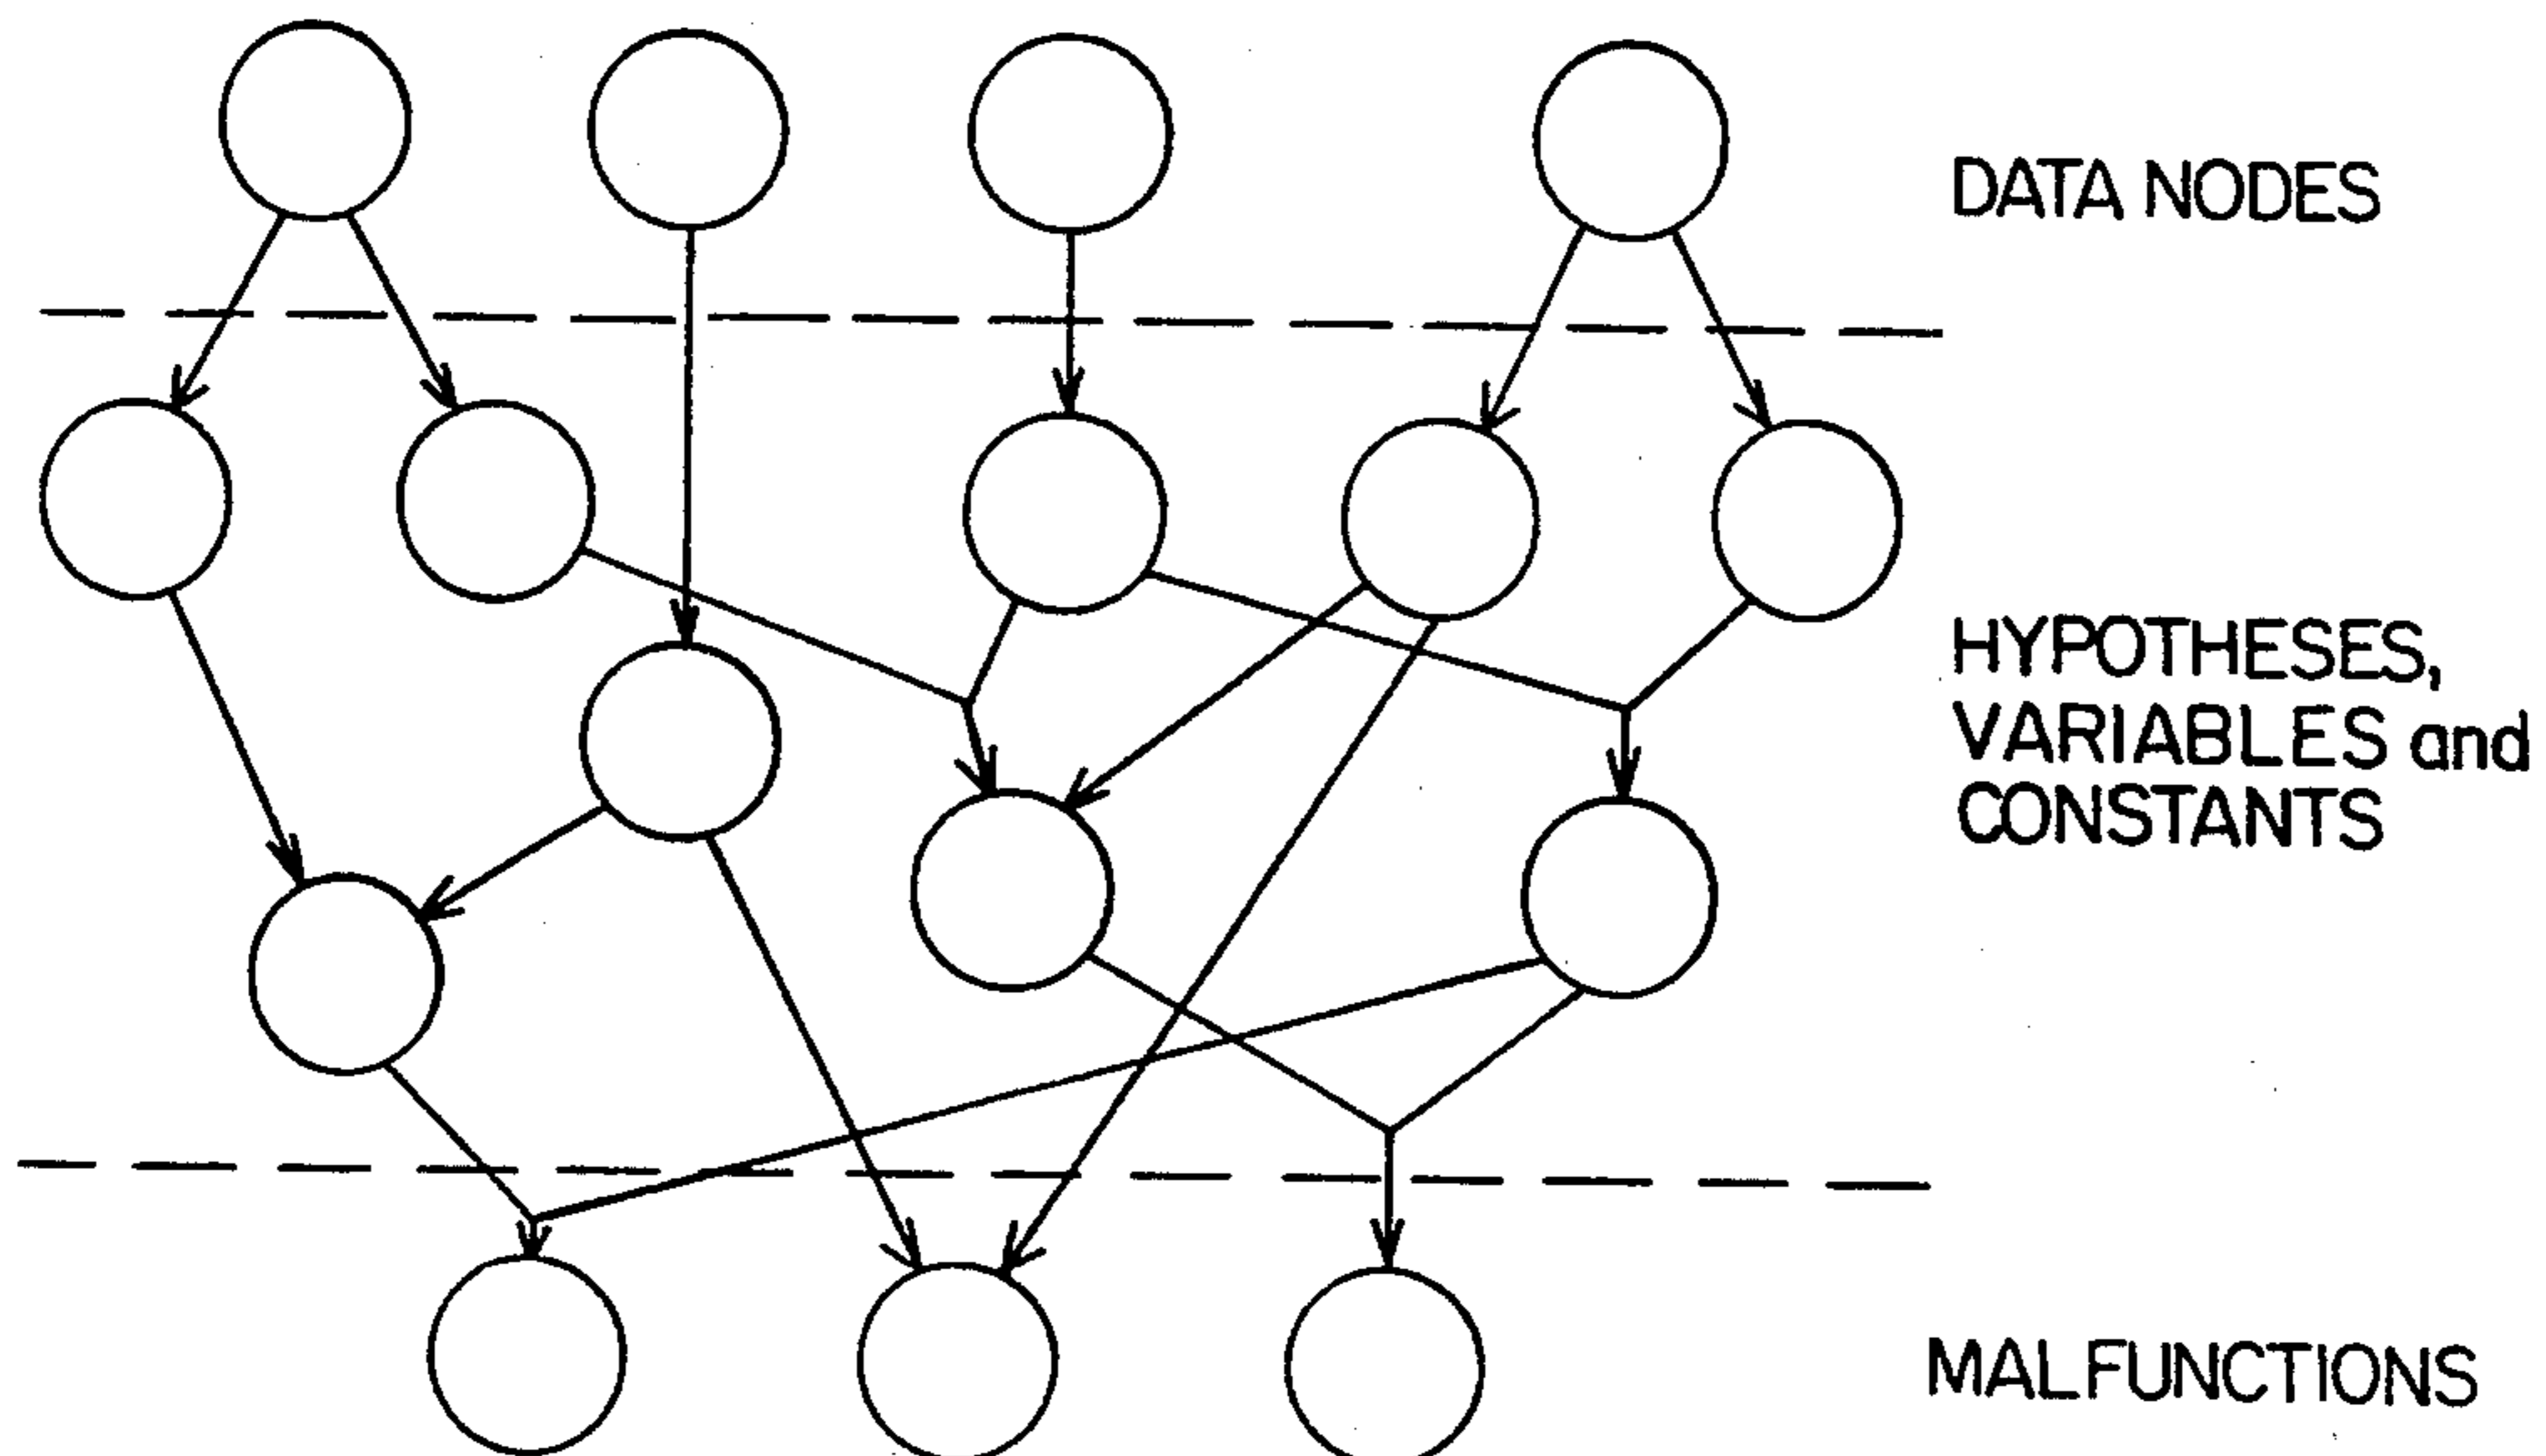 DATA NODES
HYPOTHESES,
VARIABLES and
CONSTANTS
MALFUNCTIONS